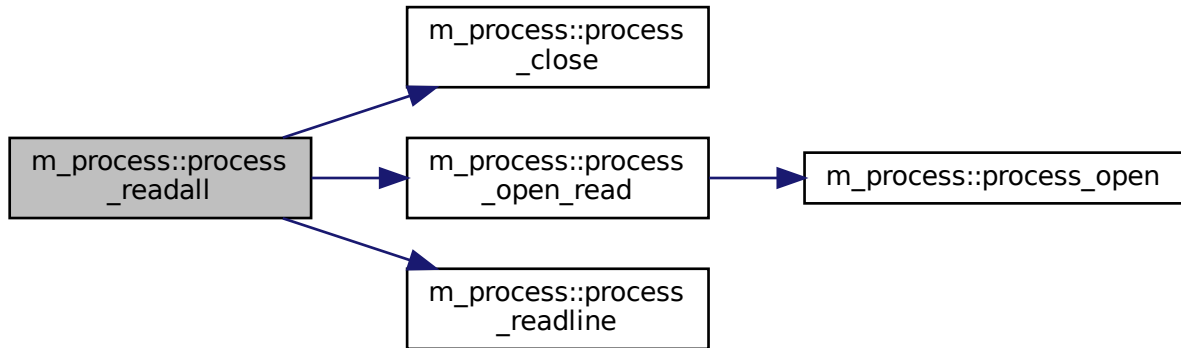 m_process::process
_close
m_process::process
_readall
m_process::process
_open_read
m_process::process_open
m_process::process
_readline